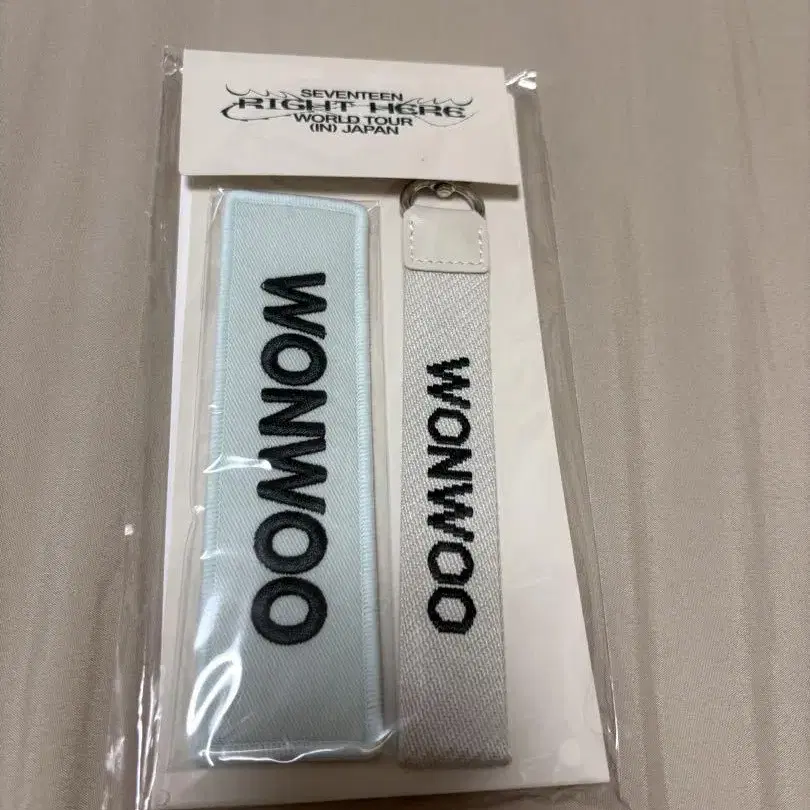 SEVENTEEN
RIGHT HERE
WORLD TOUR
(IN) JAPAN
WONWOO
WONWOO